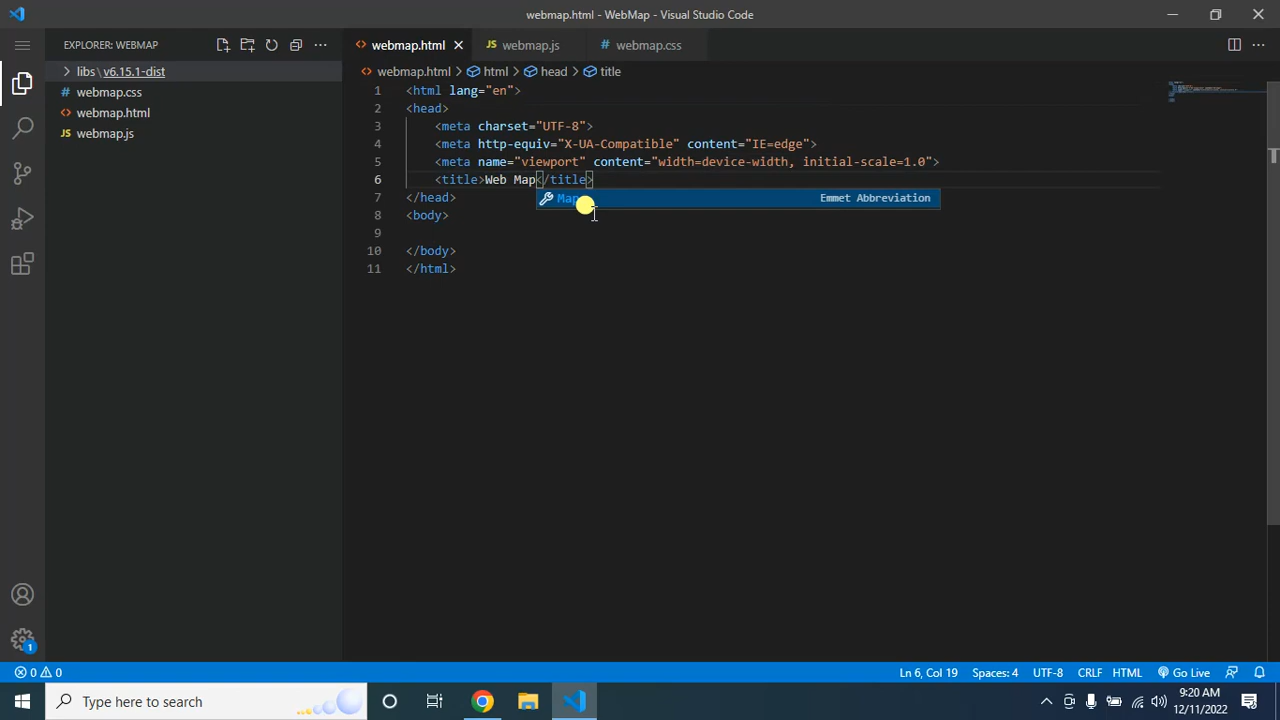 webmap.html - WebMap - Visual Studio Code
EXPLORER: WEBMAP
libs\v6.15.1-dist
webmap.css
webmap.html
webmap.js
webmap.html
webmap.js
webmap.css
webmap.html > html > head > title
1 <html lang="en">
2 <head>
3 <meta charset="UTF-8">
4 <meta http-equiv="X-UA-Compatible" content="IE=edge">
5 <meta name="viewport" content="width=device-width, initial-scale=1.0">
6 <title>Web Map</title>
Map Emmet Abbreviation
7 </head>
8 <body>
9
10 </body>
11 </html>
1
0 0
Ln 6, Col 19
Spaces: 4
UTF-8
CRLF
HTML
Go Live
Type here to search
9:20 AM
12/11/2022